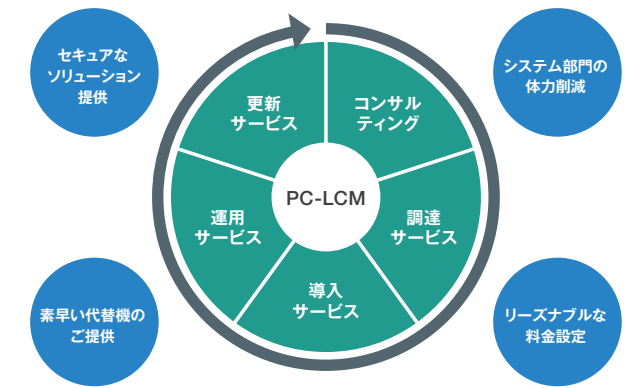 セキュアな
ソリューション
提供
システム部門の
体力削減
更新
サービス
コンサル
ティング
PC-LCM
運用
サービス
調達
サービス
導入
サービス
素早い代替機の
ご提供
リーズナブルな
料金設定